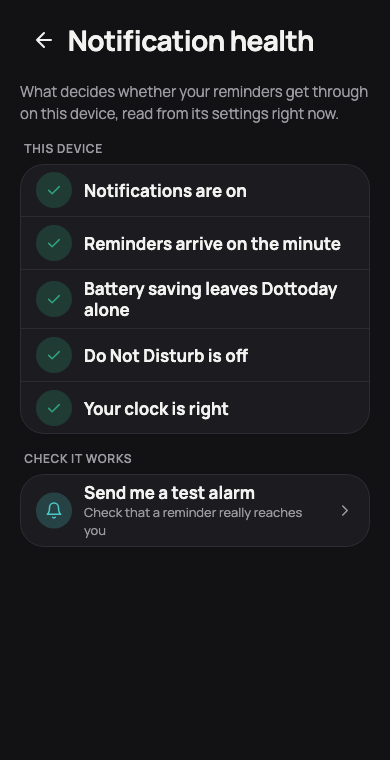 Notification health
What decides whether your reminders get through
on this device, read from its settings right now.
THIS DEVICE
Notifications are on
Reminders arrive on the minute
Battery saving leaves Dottoday
alone
Do Not Disturb is off
Your clock is right
CHECK IT WORKS
Send me a test alarm
Check that a reminder really reaches
you